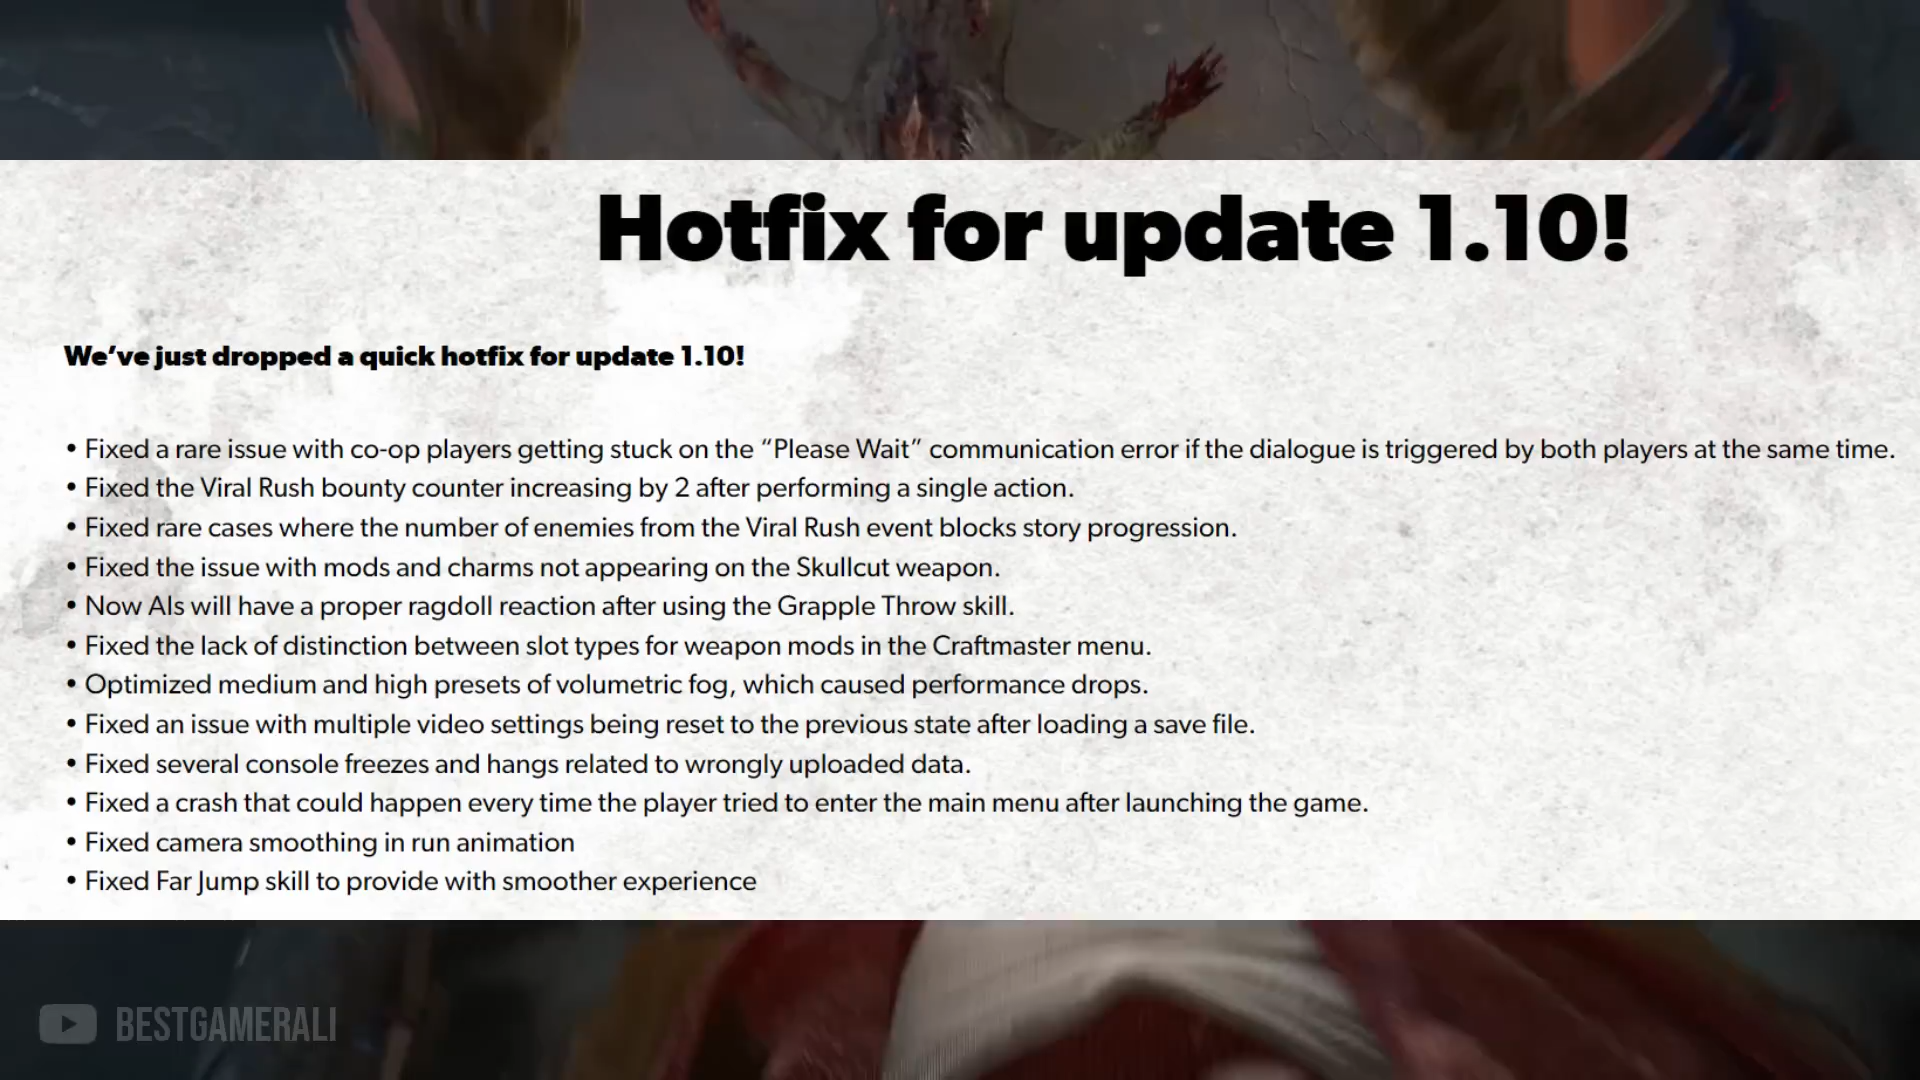 Hotfix for update 1.10!
We’ve just dropped a quick hotfix for update 1.10!
• Fixed a rare issue with co-op players getting stuck on the “Please Wait” communication error if the dialogue is triggered by both players at the same time.
• Fixed the Viral Rush bounty counter increasing by 2 after performing a single action.
• Fixed rare cases where the number of enemies from the Viral Rush event blocks story progression.
• Fixed the issue with mods and charms not appearing on the Skullcut weapon.
• Now AIs will have a proper ragdoll reaction after using the Grapple Throw skill.
• Fixed the lack of distinction between slot types for weapon mods in the Craftmaster menu.
• Optimized medium and high presets of volumetric fog, which caused performance drops.
• Fixed an issue with multiple video settings being reset to the previous state after loading a save file.
• Fixed several console freezes and hangs related to wrongly uploaded data.
• Fixed a crash that could happen every time the player tried to enter the main menu after launching the game.
• Fixed camera smoothing in run animation
• Fixed Far Jump skill to provide with smoother experience
BESTGAMERALI